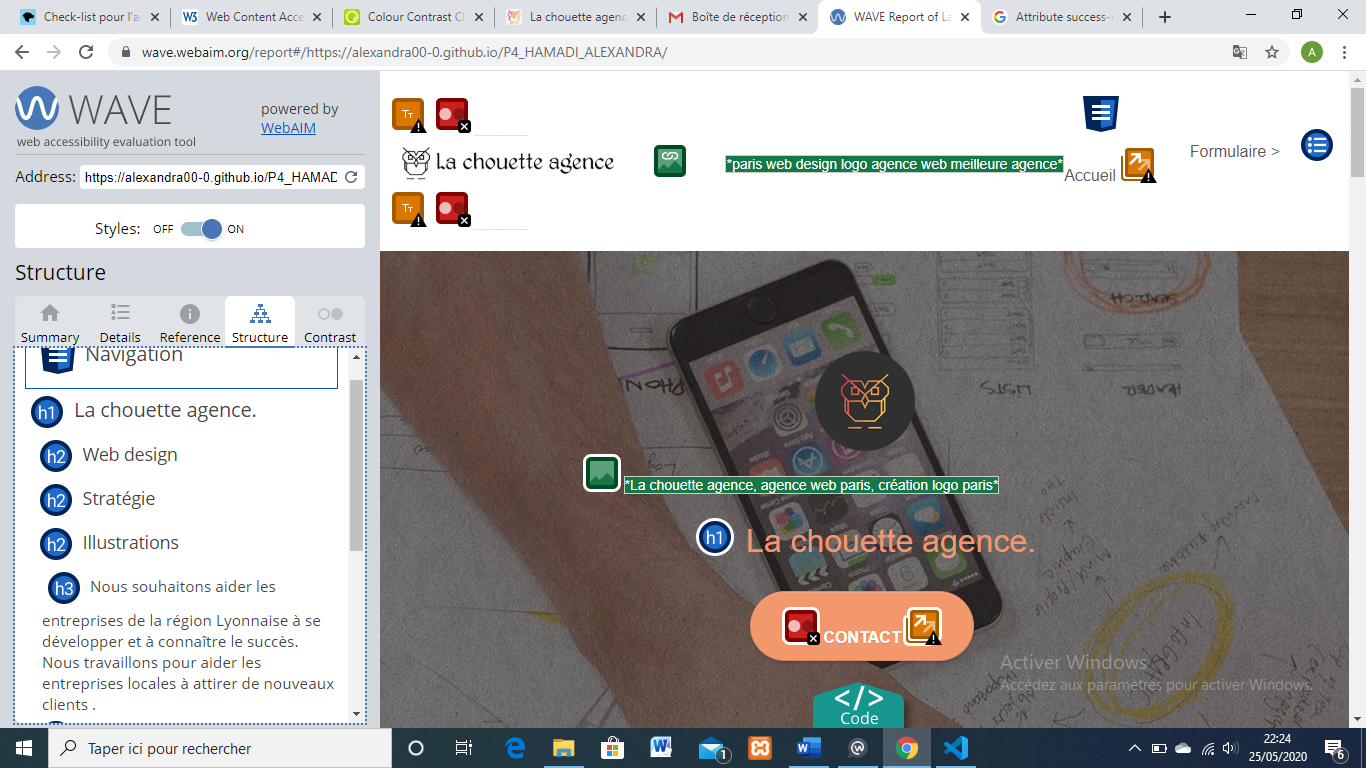 Check-list pour l'a
Web Content Acce
Colour Contrast Ch
La chouette agenc
Boîte de réception
WAVE Report of La
Attribute success-
wave.webaim.org/report#/https://alexandra00-0.github.io/P4_HAMADI_ALEXANDRA/
A
WAVE
web accessibility evaluation tool
powered by
WebAIM
Address: https://alexandra00-0.github.io/P4_HAMAD
Styles: OFF ON
Structure
Summary Details Reference Structure Contrast
Navigation
h1 La chouette agence.
h2 Web design
h2 Stratégie
h2 Illustrations
h3 Nous souhaitons aider les
entreprises de la région Lyonnaise à se
développer et à connaître le succès.
Nous travaillons pour aider les
entreprises locales à attirer de nouveaux
clients .
La chouette agence
*paris web design logo agence web meilleure agence*
Accueil
Formulaire >
*La chouette agence, agence web paris, création logo paris*
h1 La chouette agence.
CONTACT
</>
Code
Activer Windows
Accédez aux paramètres pour activer Windows.
Taper ici pour rechercher
1
22:24
25/05/2020
6